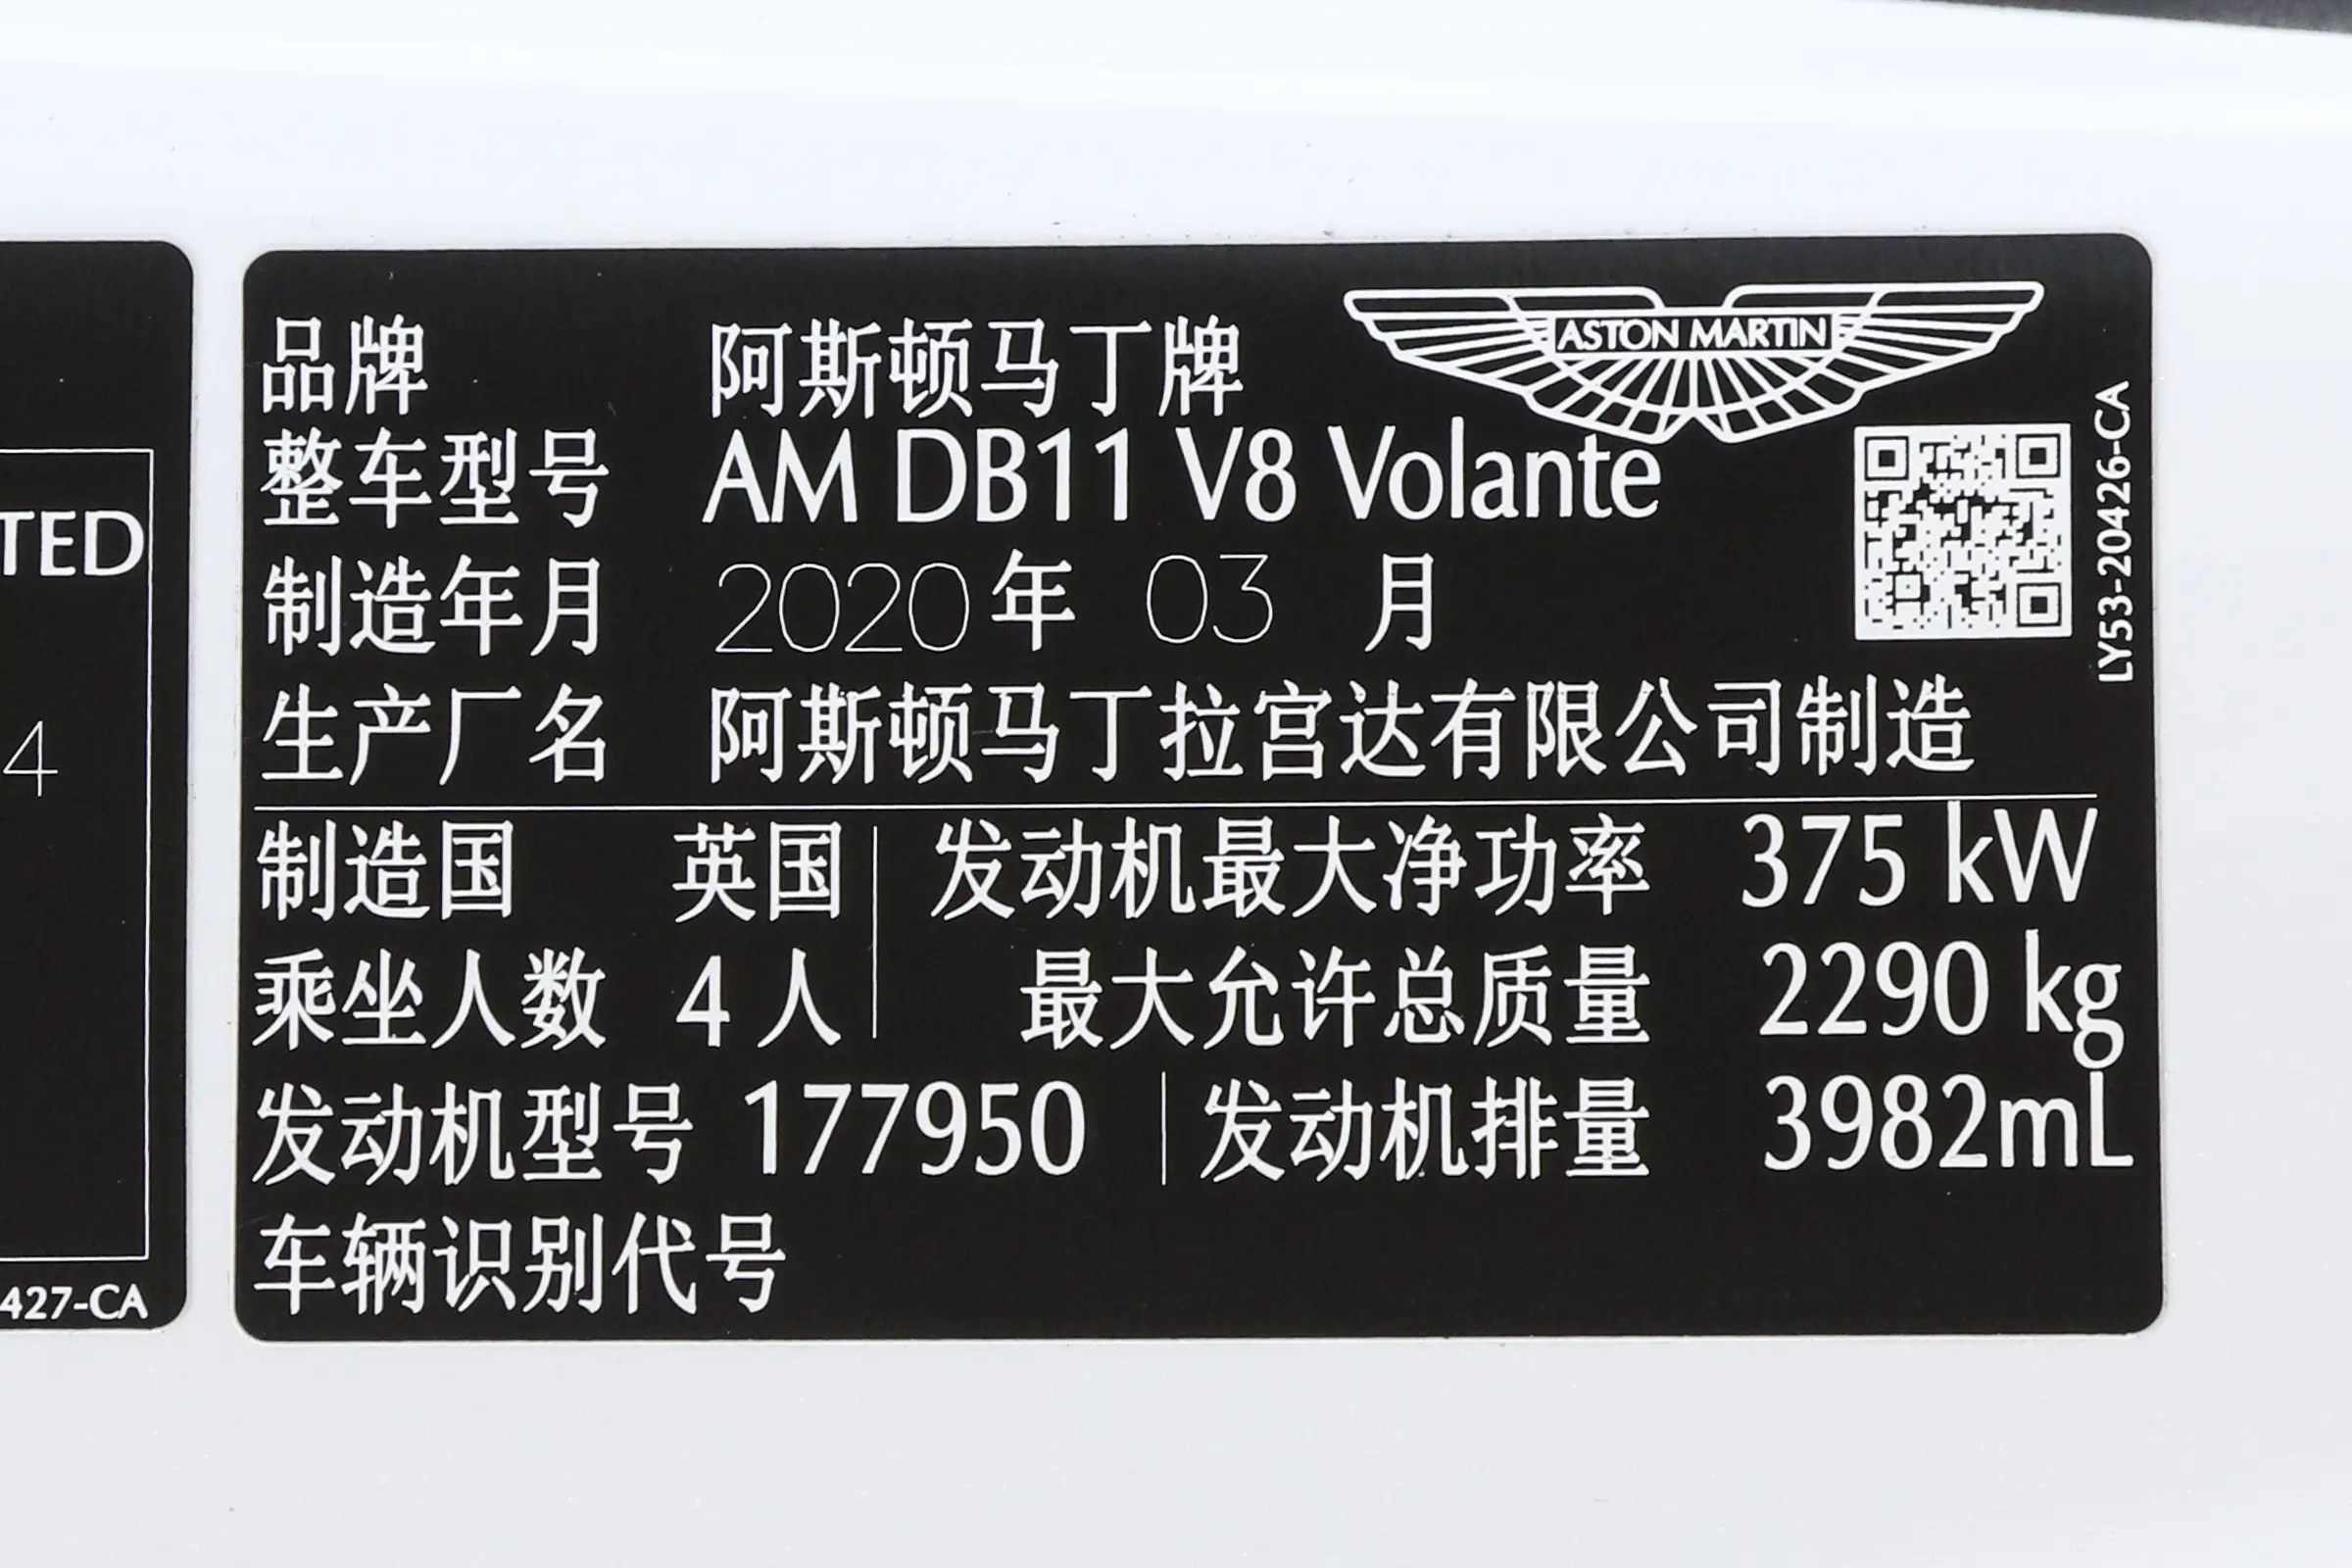 TED
4
427-CA
ASTON MARTIN
品牌 阿斯顿马丁牌
整车型号 AM DB11 V8 Volante
制造年月 2020年 03 月
生产厂名 阿斯顿马丁拉宫达有限公司制造
LY53-20426-CA
制造国 英国 发动机最大净功率 375 kW
乘坐人数 4人 最大允许总质量 2290 kg
发动机型号 177950 发动机排量 3982mL
车辆识别代号